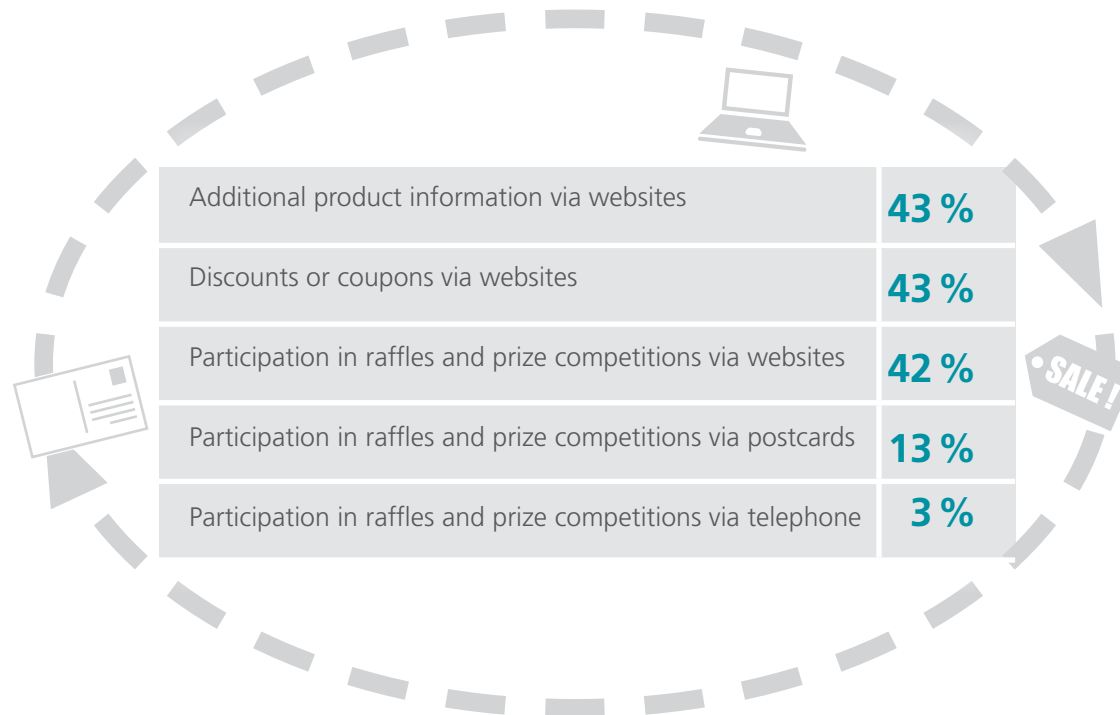 Additional product information via websites 43 %
Discounts or coupons via websites 43 %
Participation in raffles and prize competitions via websites 42 %
SALE !
Participation in raffles and prize competitions via postcards 13 %
Participation in raffles and prize competitions via telephone 3 %